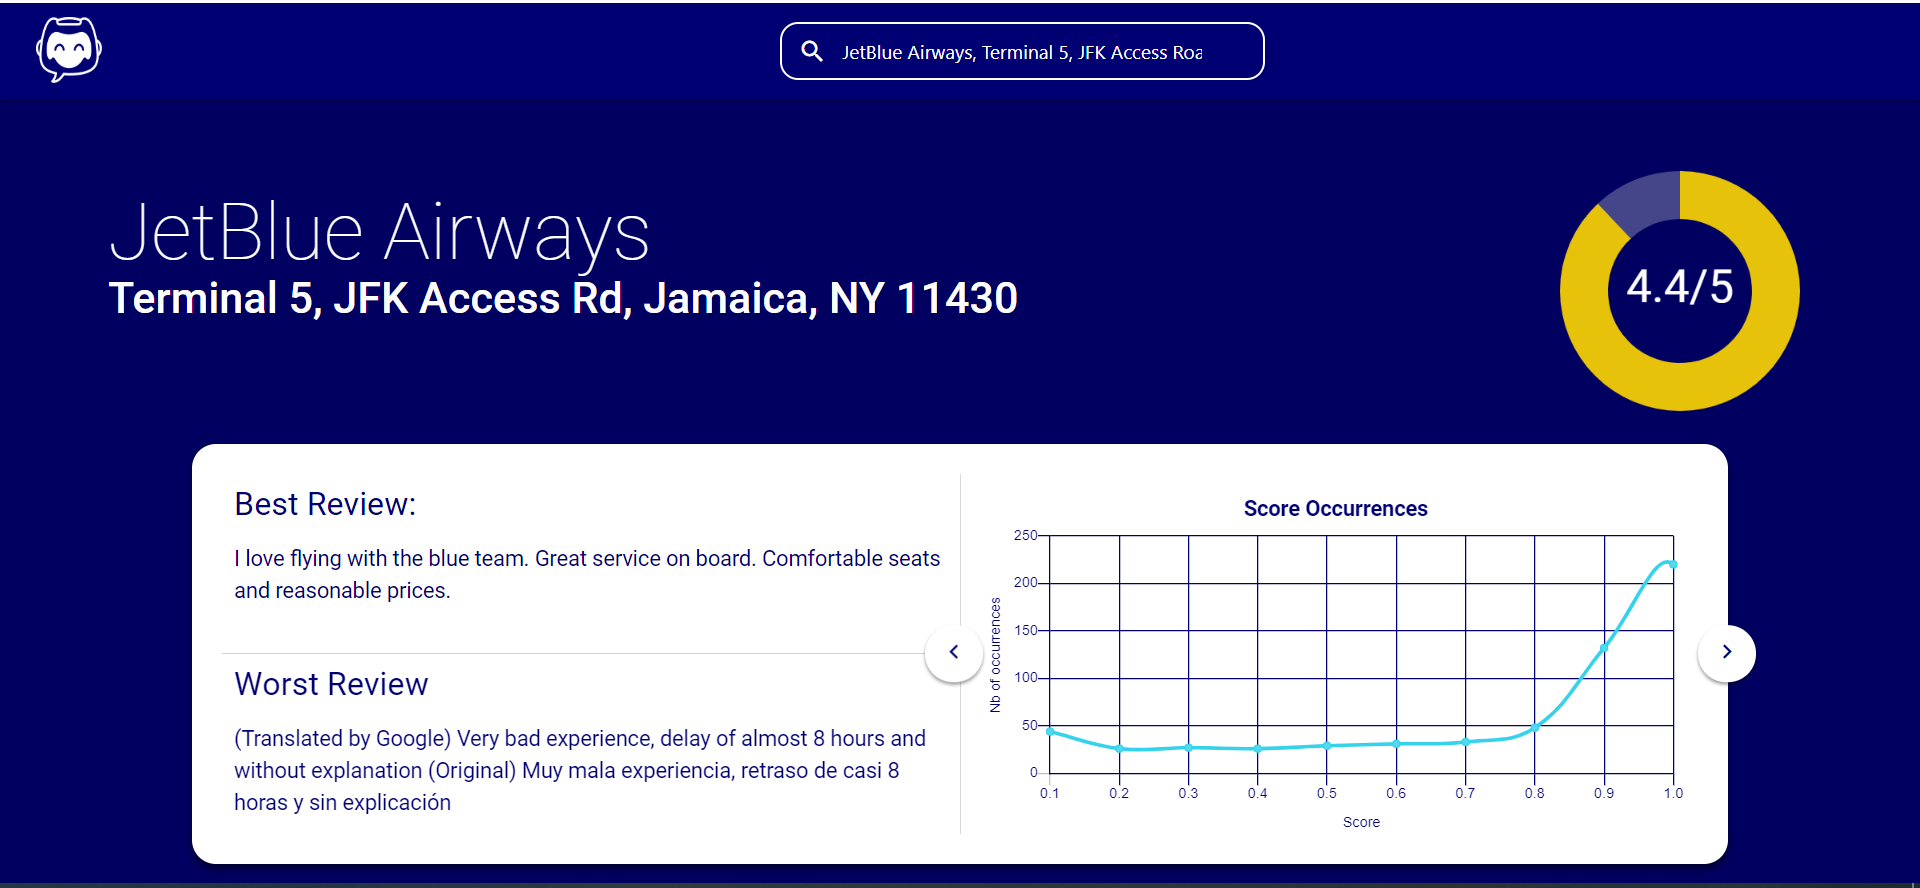 JetBlue Airways, Terminal 5, JFK Access Roa
JetBlue Airways
Terminal 5, JFK Access Rd, Jamaica, NY 11430
4.4/5
Best Review:
I love flying with the blue team. Great service on board. Comfortable seats
and reasonable prices.
Worst Review
(Translated by Google) Very bad experience, delay of almost 8 hours and
without explanation (Original) Muy mala experiencia, retraso de casi 8
horas y sin explicación
Score Occurrences
Nb of occurrences
250
200
150
100
50
0
0.1 0.2 0.3 0.4 0.5 0.6 0.7 0.8 0.9 1.0
Score